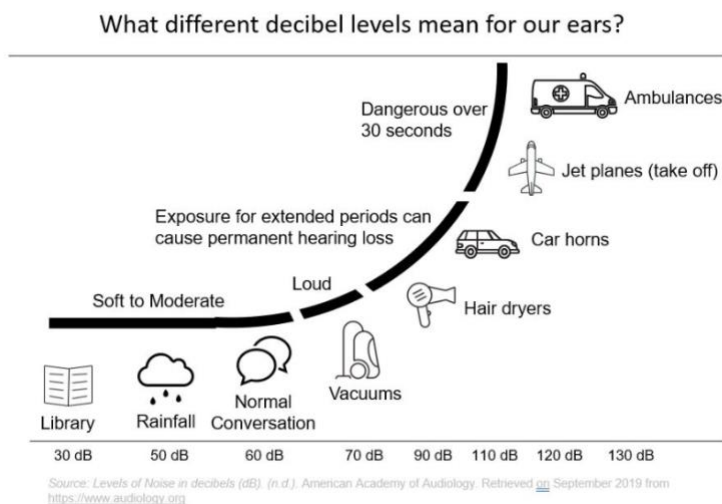 What different decibel levels mean for our ears?
Dangerous over
30 seconds
Ambulances
Jet planes (take off)
Exposure for extended periods can
cause permanent hearing loss
Car horns
Loud
Soft to Moderate
Hair dryers
Vacuums
Normal
Conversation
Rainfall
Library
30 dB 50 dB 60 dB 70 dB 90 dB 110 dB 120 dB 130 dB
Source: Levels of Noise in decibels (dB). (n.d.). American Academy of Audiology. Retrieved on September 2019 from
https://www.audiology.org